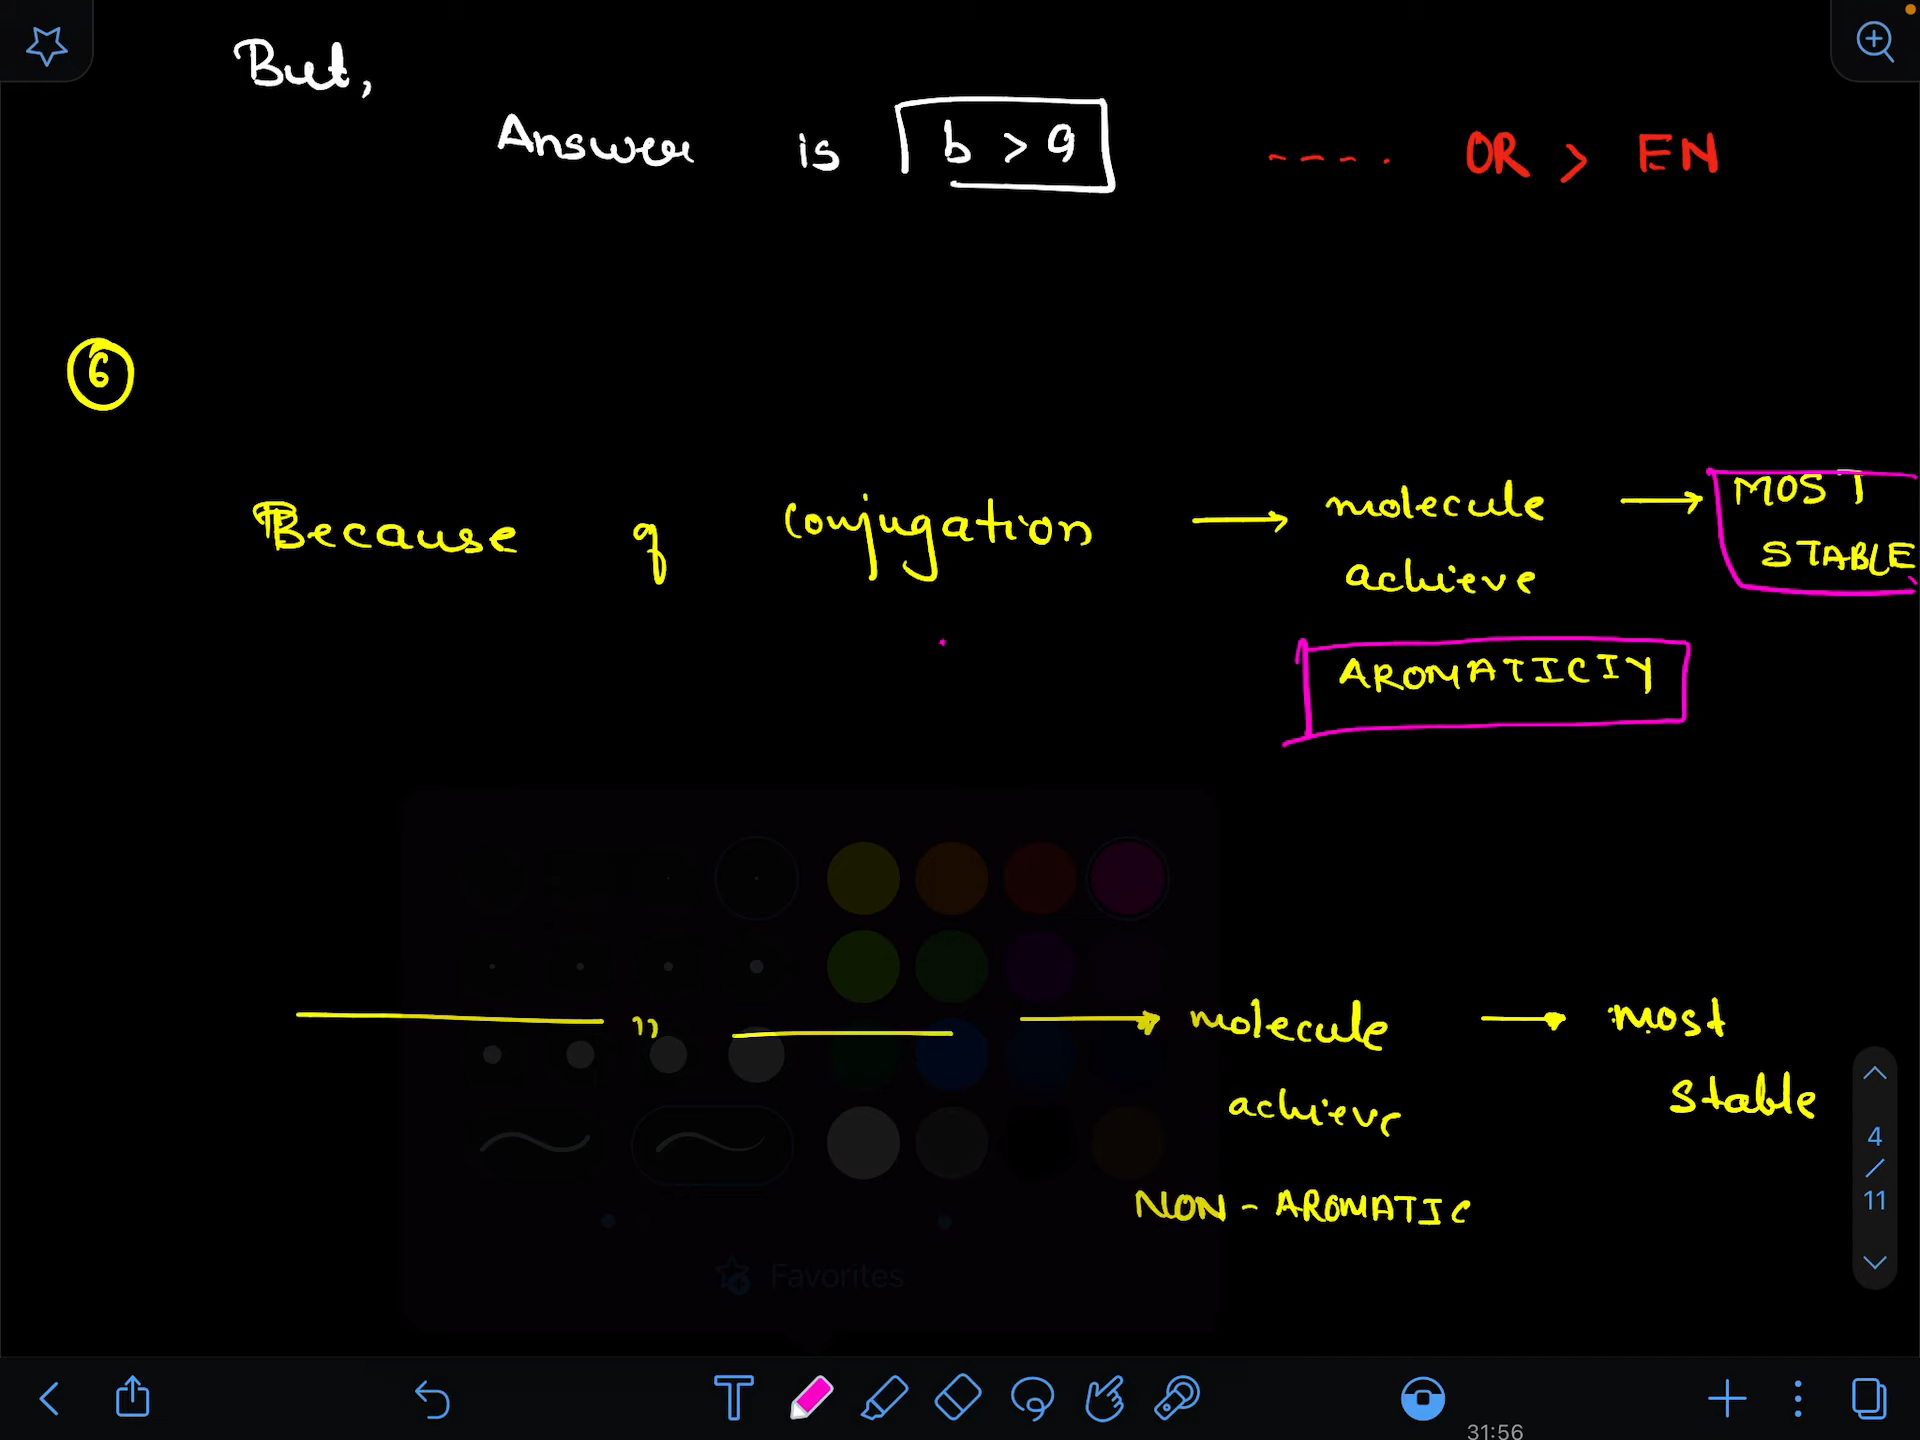 But,
Answer is b > a ---- . OR > EN
6
Because of conjugation → molecule achieve AROMATICIY → MOST STABLE
—— " —— → molecule achieve NON - AROMATIC → most stable
Favorites
4
/
11
31:56